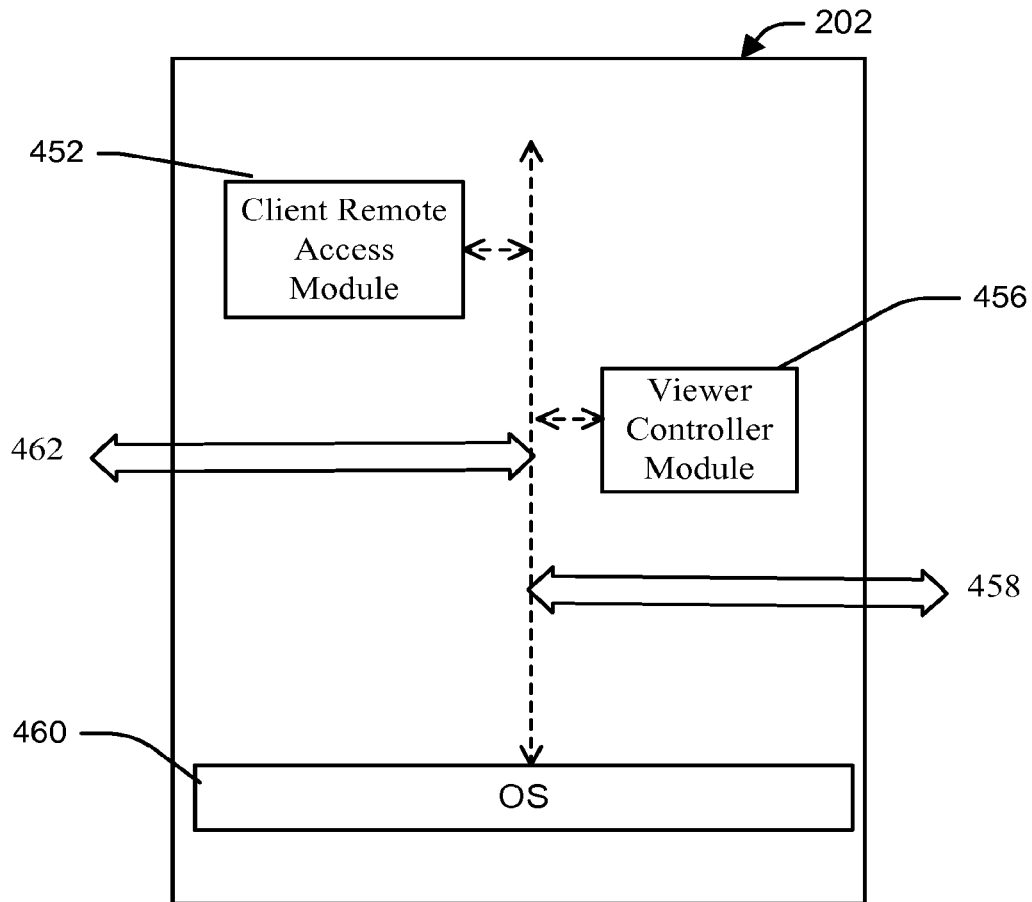 202
452
Client Remote
Access
Module
456
Viewer
Controller
Module
462
458
460
OS